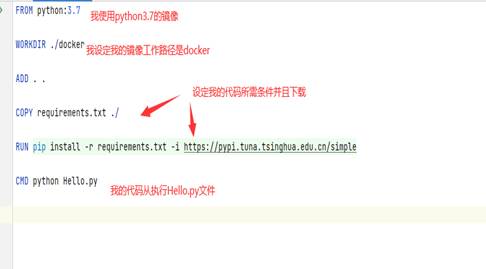 FROM python:3.7
我使用python3.7的镜像
WORKDIR ./docker
我设定我的镜像工作路径是docker
ADD . .
设定我的代码所需条件并且下载
COPY requirements.txt ./
RUN pip install -r requirements.txt -i https://pypi.tuna.tsinghua.edu.cn/simple
CMD python Hello.py
我的代码从执行Hello.py文件